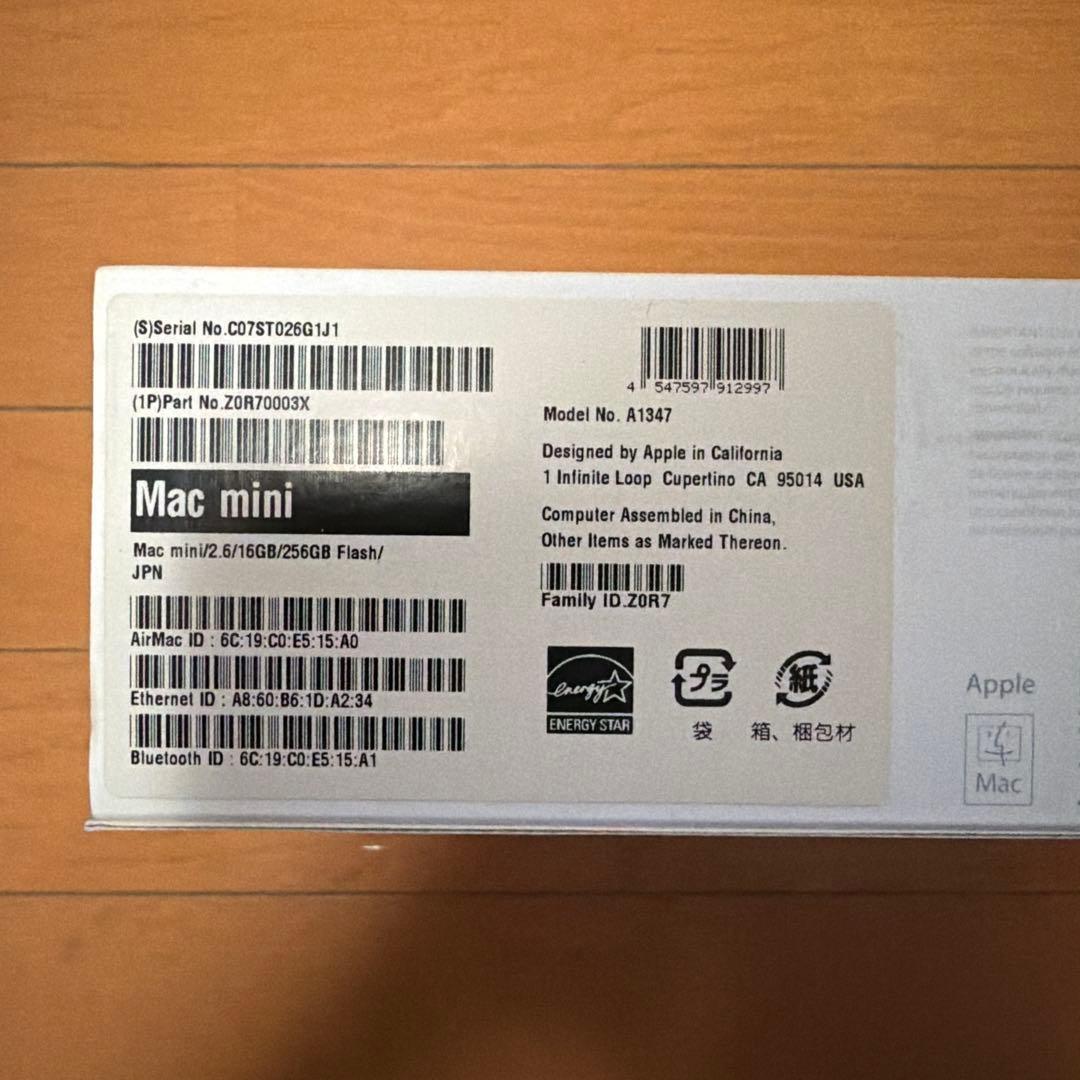 (S)Serial No.C07ST026G1J1
(1P)Part No.Z0R70003X
Mac mini
Mac mini/2.6/16GB/256GB Flash/
JPN
AirMac ID : 6C:19:C0:E5:15:A0
Ethernet ID : A8:60:B6:1D:A2:34
Bluetooth ID : 6C:19:C0:E5:15:A1
4 547597 912997
Model No. A1347
Designed by Apple in California
1 Infinite Loop Cupertino CA 95014 USA
Computer Assembled in China,
Other Items as Marked Thereon.
Family ID.Z0R7
energy
ENERGY STAR
プラ
袋
紙
箱、梱包材
Apple
Mac